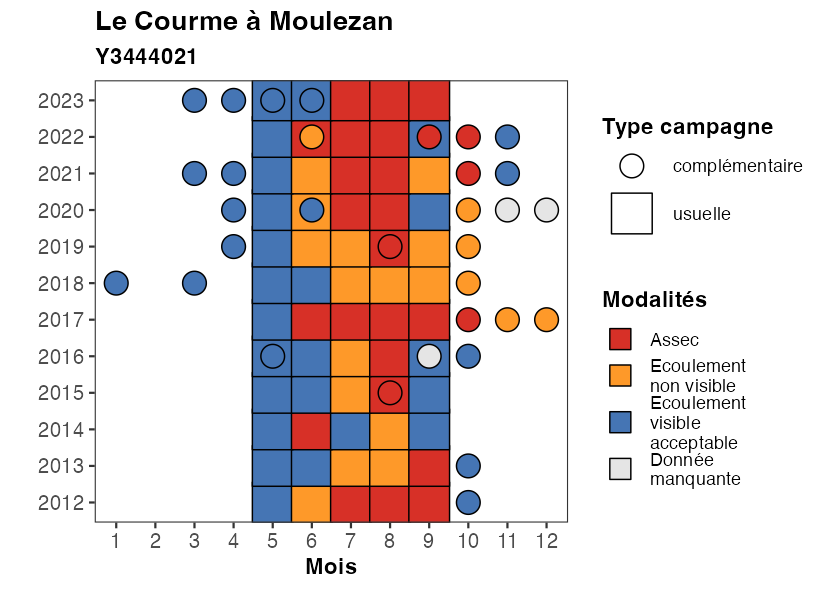 Le Courme à Moulezan
Y3444021
2023
2022
2021
2020
2019
2018
2017
2016
2015
2014
2013
2012
1 2 3 4 5 6 7 8 9 10 11 12
Mois
Type campagne
complémentaire
usuelle
Modalités
Assec
Ecoulement
non visible
Ecoulement
visible
acceptable
Donnée
manquante